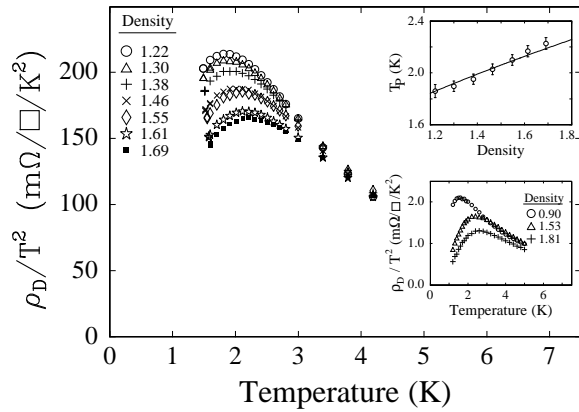 Density
1.22
1.30
1.38
1.46
1.55
1.61
1.69
ρD/T² (mΩ/□/K²)
200
150
100
50
0
0 1 2 3 4 5 6 7
Temperature (K)
TP (K)
2.4
2.0
1.6
1.2 1.4 1.6 1.8
Density
ρD / T² (mΩ/□/K²)
2.0
1.0
0.0
0 2 4 6
Temperature (K)
Density
0.90
1.53
1.81